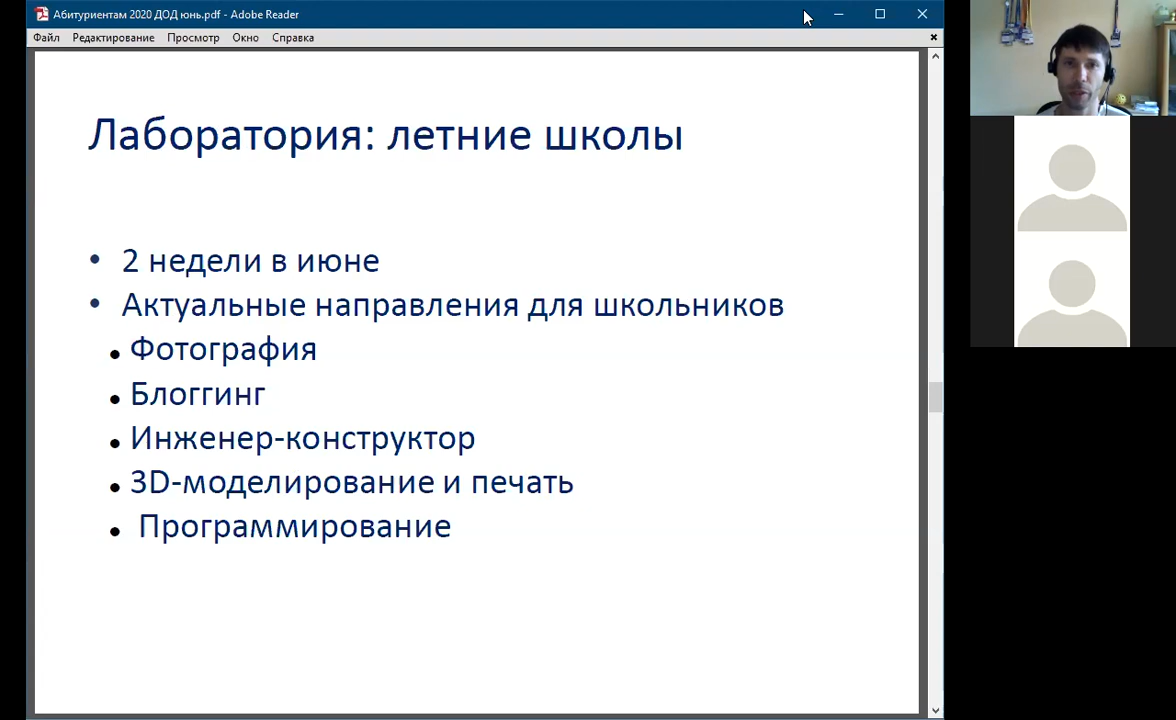 Абитуриентам 2020 ДОД юнь.pdf - Adobe Reader
Файл Редактирование Просмотр Окно Справка
Лаборатория: летние школы
• 2 недели в июне
• Актуальные направления для школьников
• Фотография
• Блоггинг
• Инженер-конструктор
• 3D-моделирование и печать
• Программирование